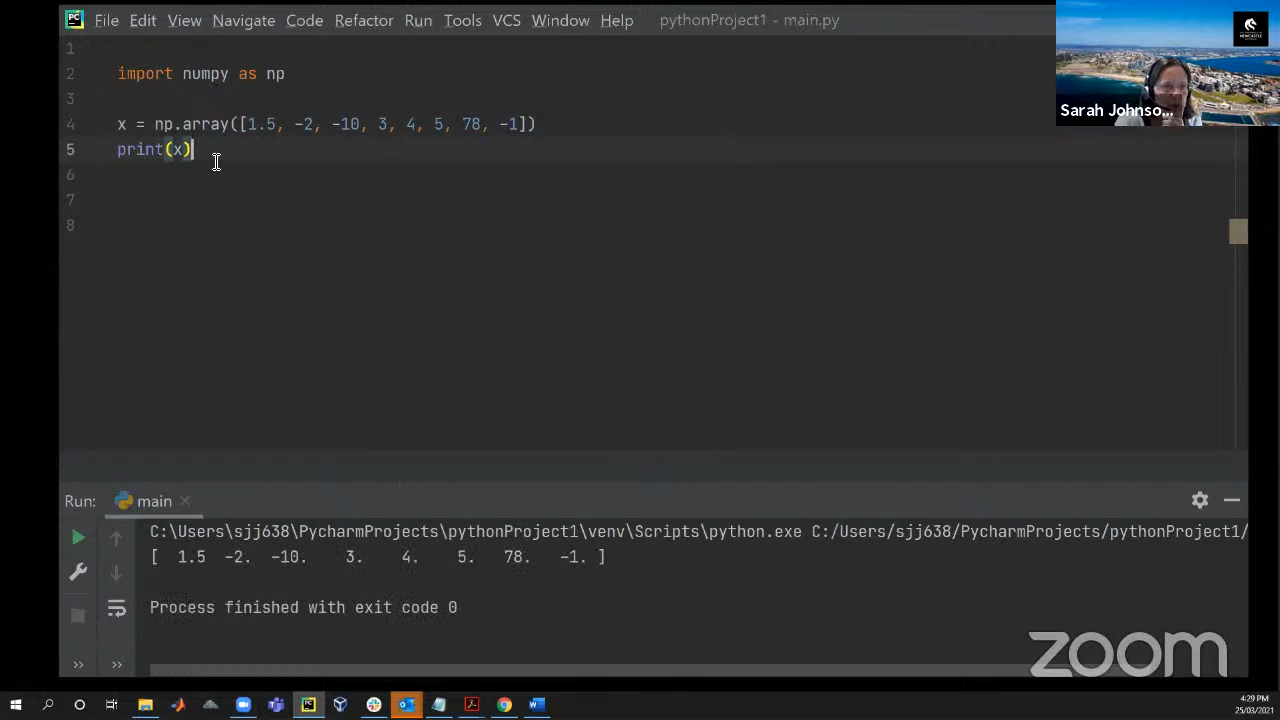 PC File Edit View Navigate Code Refactor Run Tools VCS Window Help pythonProject1 - main.py
1
2 import numpy as np
3
4 x = np.array([1.5, -2, -10, 3, 4, 5, 78, -1])
5 print(x)
6
7
8
Sarah Johnso...
Run: main
C:\Users\sjj638\PycharmProjects\pythonProject1\venv\Scripts\python.exe C:/Users/sjj638/PycharmProjects/pythonProject1/
[ 1.5 -2. -10. 3. 4. 5. 78. -1. ]
Process finished with exit code 0
zoom
4:29 PM
25/03/2021